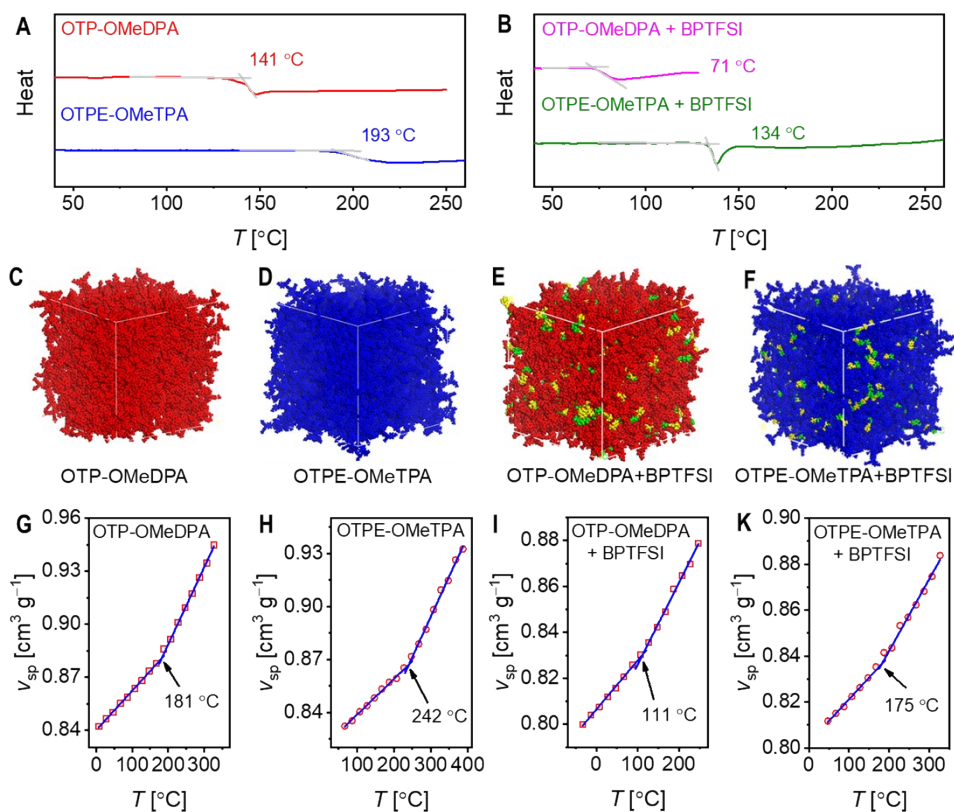 A
OTP-OMeDPA
141 °C
OTPE-OMeTPA
193 °C
Heat
50 100 150 200 250
T [°C]
B
OTP-OMeDPA + BPTFSI
71 °C
OTPE-OMeTPA + BPTFSI
134 °C
Heat
50 100 150 200 250
T [°C]
C
OTP-OMeDPA
D
OTPE-OMeTPA
E
OTP-OMeDPA+BPTFSI
F
OTPE-OMeTPA+BPTFSI
G
OTP-OMeDPA
181 °C
0.96
0.93
0.90
0.87
0.84
vsp [cm³ g⁻¹]
0 100 200 300
T [°C]
H
OTPE-OMeTPA
242 °C
0.93
0.90
0.87
0.84
vsp [cm³ g⁻¹]
100 200 300 400
T [°C]
I
OTP-OMeDPA
+ BPTFSI
111 °C
0.88
0.86
0.84
0.82
0.80
vsp [cm³ g⁻¹]
0 100 200
T [°C]
K
OTPE-OMeTPA
+ BPTFSI
175 °C
0.90
0.88
0.86
0.84
0.82
0.80
vsp [cm³ g⁻¹]
0 100 200 300
T [°C]